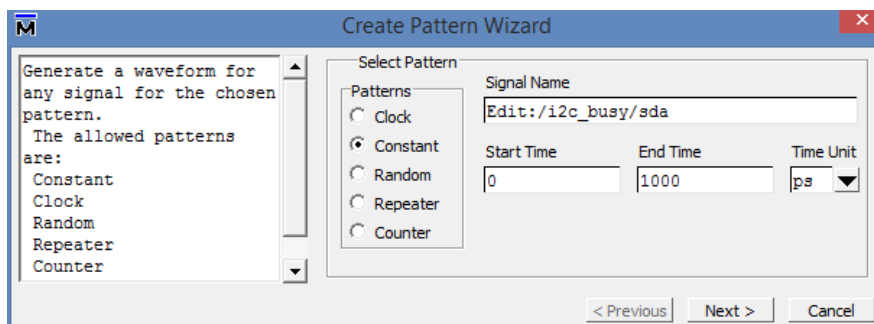 Create Pattern Wizard
Generate a waveform for
any signal for the chosen
pattern.
The allowed patterns
are:
Constant
Clock
Random
Repeater
Counter
Select Pattern
Patterns
Clock
Constant
Random
Repeater
Counter
Signal Name
Edit:/i2c_busy/sda
Start Time End Time Time Unit
0 1000 ps
< Previous Next > Cancel